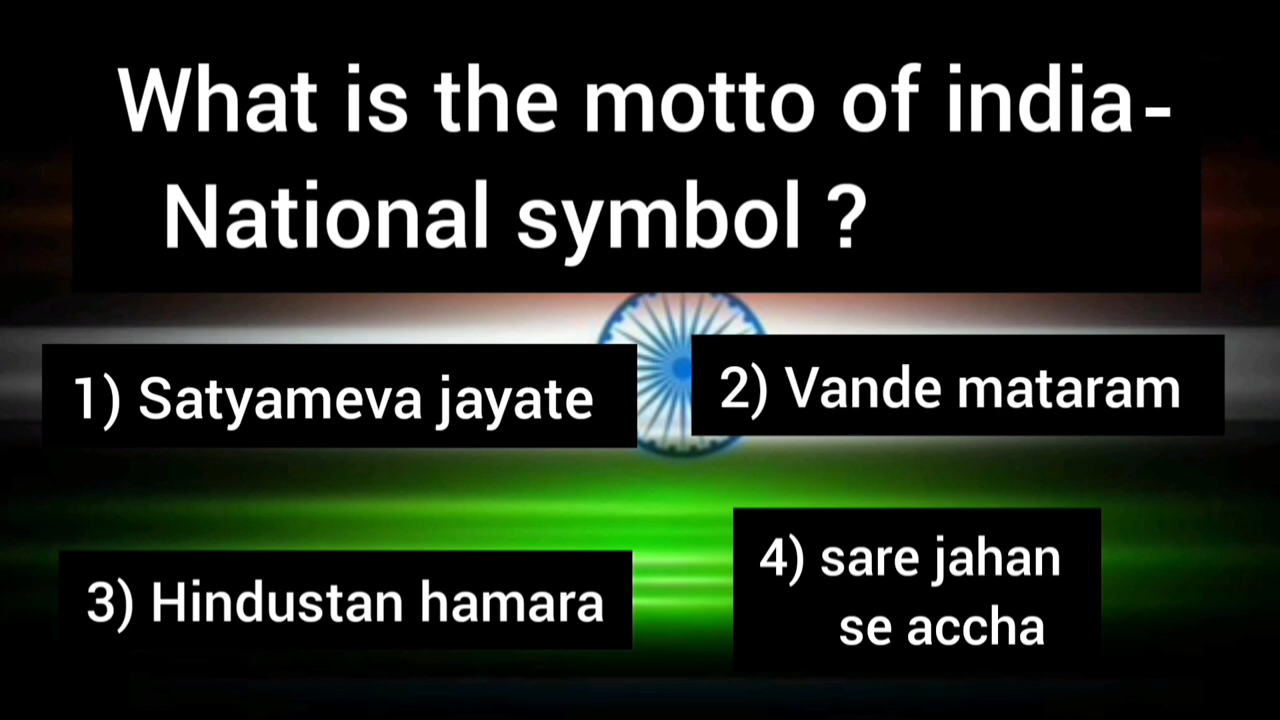 What is the motto of india-
National symbol ?
1) Satyameva jayate
2) Vande mataram
3) Hindustan hamara
4) sare jahan
se accha